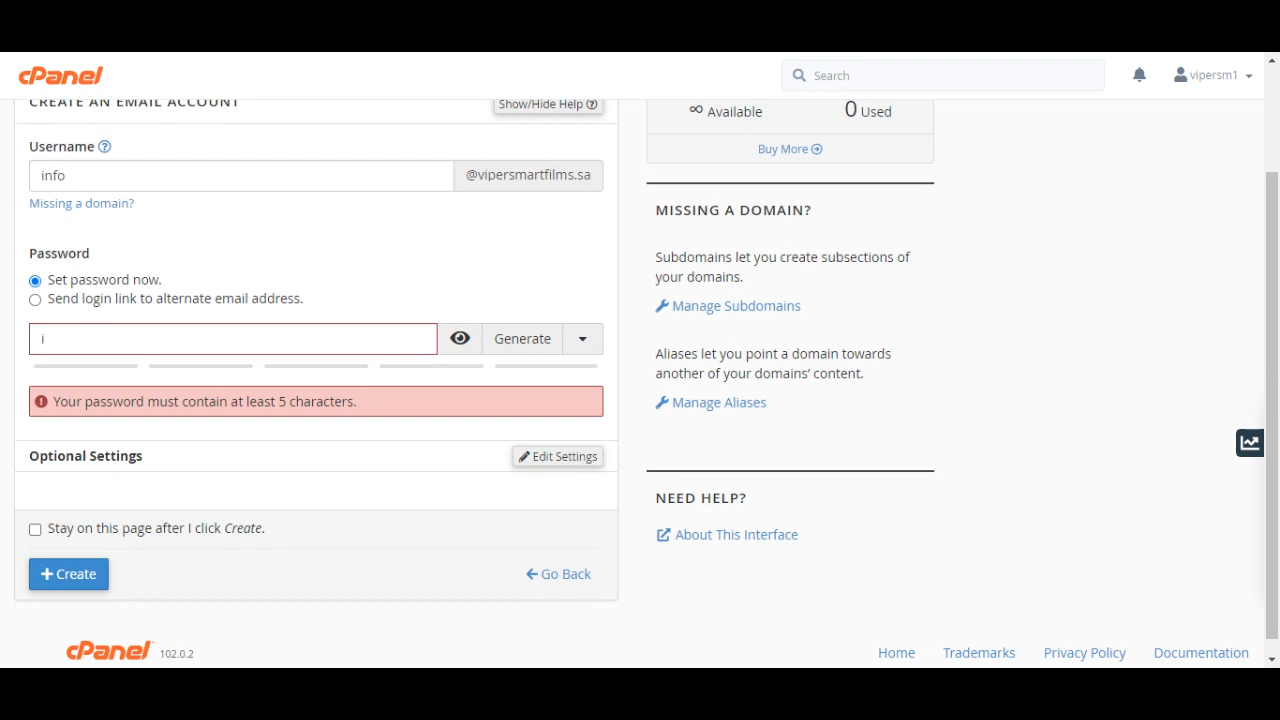 cPanel
Search
vipersm1
CREATE AN EMAIL ACCOUNT
Show/Hide Help
Username
info
@vipersmartfilms.sa
Missing a domain?
Password
Set password now.
Send login link to alternate email address.
i
Generate
Your password must contain at least 5 characters.
Optional Settings
Edit Settings
Stay on this page after I click Create.
Create
Go Back
∞ Available
0 Used
Buy More
MISSING A DOMAIN?
Subdomains let you create subsections of
your domains.
Manage Subdomains
Aliases let you point a domain towards
another of your domains’ content.
Manage Aliases
NEED HELP?
About This Interface
cPanel 102.0.2
Home
Trademarks
Privacy Policy
Documentation